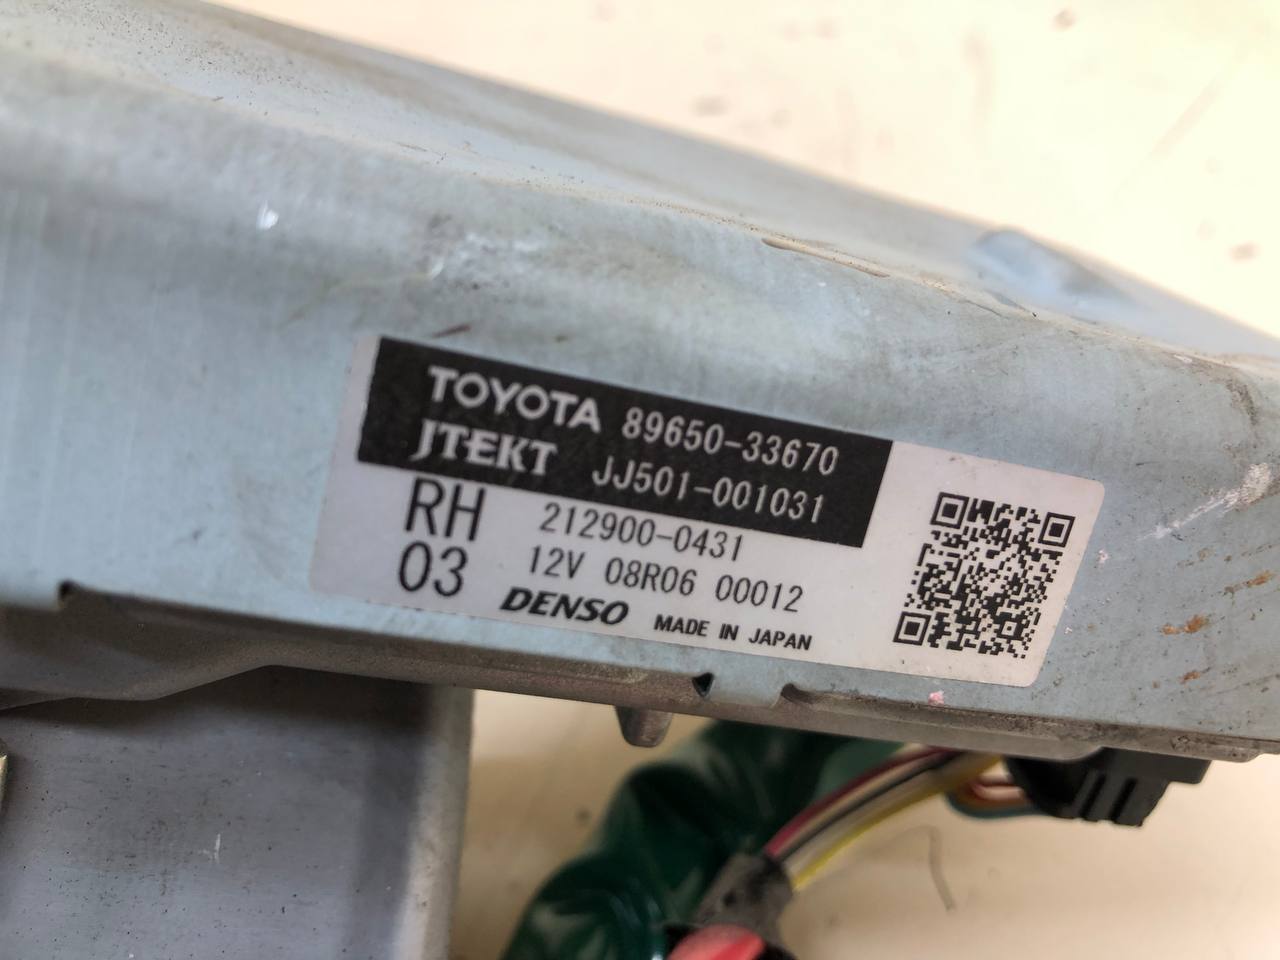 TOYOTA 89650-33670
JTEKT JJ501-001031
RH 212900-0431
03 12V 08R06 00012
DENSO MADE IN JAPAN